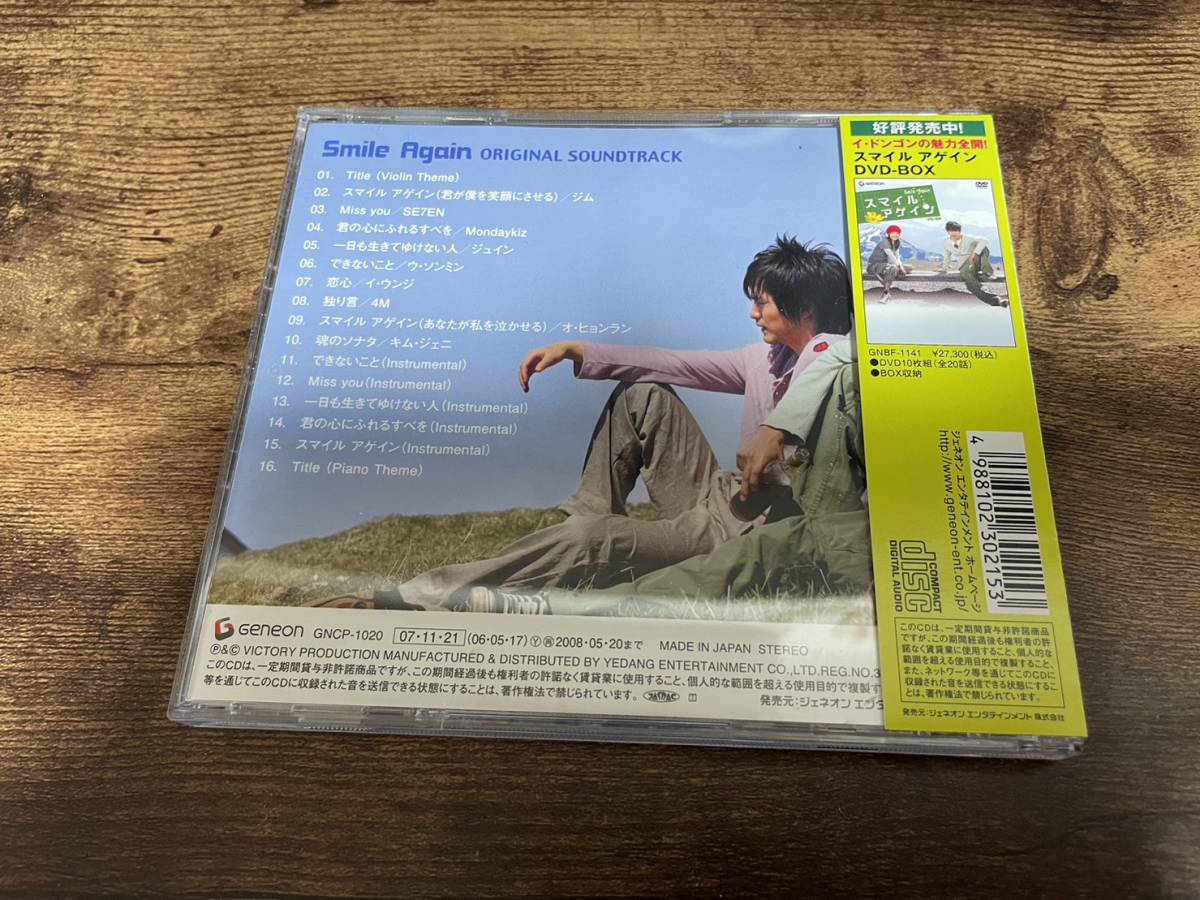 Smile Again ORIGINAL SOUNDTRACK
01. Title (Violin Theme)
02. スマイル アゲイン(君が僕を笑顔にさせる)/ジム
03. Miss you/SE7EN
04. 君の心にふれるすべを/Mondaykiz
05. 一日も生きてゆけない人/ジュイン
06. できないこと/ウ・ソンミン
07. 恋心/イ・ウンジ
08. 独り言/4M
09. スマイル アゲイン(あなたが私を泣かせる)/オ・ヒョンラン
10. 魂のソナタ/キム・ジェニ
11. できないこと(Instrumental)
12. Miss you(Instrumental)
13. 一日も生きてゆけない人(Instrumental)
14. 君の心にふれるすべを(Instrumental)
15. スマイル アゲイン(Instrumental)
16. Title (Piano Theme)
Geneon GNCP-1020 07・11・21 (06・05・17) Ⓨ 2008・05・20まで MADE IN JAPAN STEREO
℗&© VICTORY PRODUCTION MANUFACTURED & DISTRIBUTED BY YEDANG ENTERTAINMENT CO.,LTD.REG.NO.3
このCDは、一定期間貸与非許諾商品ですが、この期間経過後も権利者の許諾なく賃貸業に使用すること、個人的な範囲を超える使用目的で複製す
等を通じてこのCDに収録された音を送信できる状態にすることは、著作権法で禁じられています。
発売元:ジェネオン エンタ
好評発売中!
イ・ドンゴンの魅力全開!
スマイル アゲイン
DVD-BOX
Geneon
Smile Again
スマイル
アゲイン
GNBF-1141 ¥27,300(税込)
●DVD10枚組(全20話)
●BOX収納
ジェネオン エンタテインメント ホームページ
http://www.geneon-ent.co.jp/
4 988102 302153
COMPACT
disc
DIGITAL AUDIO
このCDは、一定期間貸与非許諾商品
ですが、この期間経過後も権利者の許諾
なく賃貸業に使用すること、個人的な
範囲を超える使用目的で複製すること、
また、ネットワーク等を通じてこのCDに
収録された音を送信できる状態にするこ
とは、著作権法で禁じられています。
発売元:ジェネオン エンタテインメント 株式会社